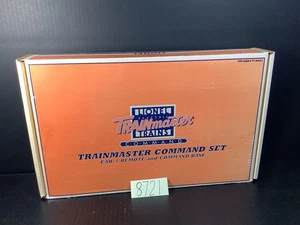 LIONEL
TRAINmaster
TRAINS
COMMAND
TRAINMASTER COMMAND SET
CAB-1 REMOTE and COMMAND BASE
8721